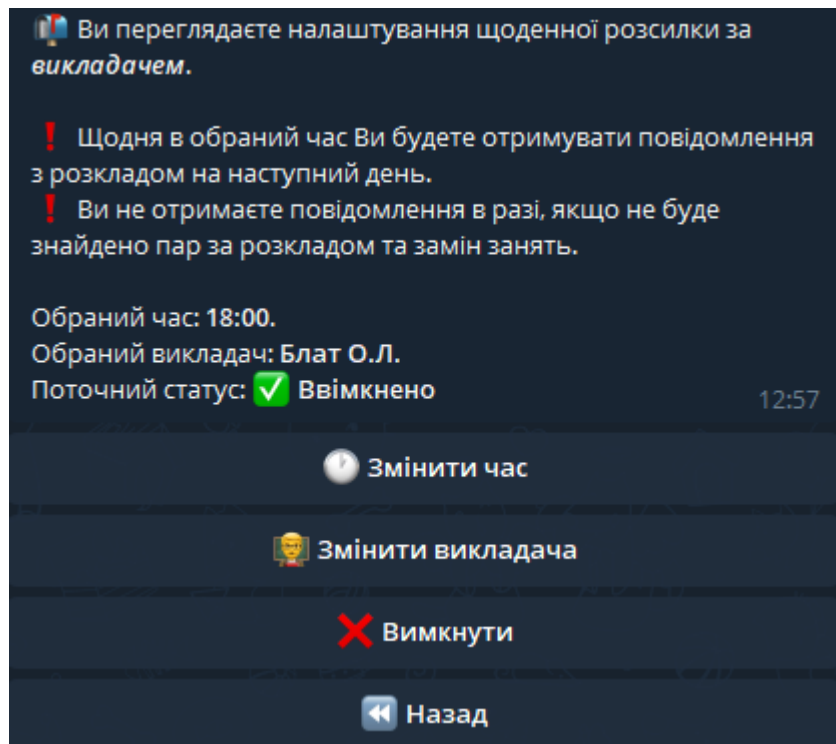 📬 Ви переглядаєте налаштування щоденної розсилки за
викладачем.
❗ Щодня в обраний час Ви будете отримувати повідомлення
з розкладом на наступний день.
❗ Ви не отримаєте повідомлення в разі, якщо не буде
знайдено пар за розкладом та замін занять.
Обраний час: 18:00.
Обраний викладач: Блат О.Л.
Поточний статус: ✅ Ввімкнено
12:57
🕐 Змінити час
👨‍🏫 Змінити викладача
❌ Вимкнути
⏪ Назад